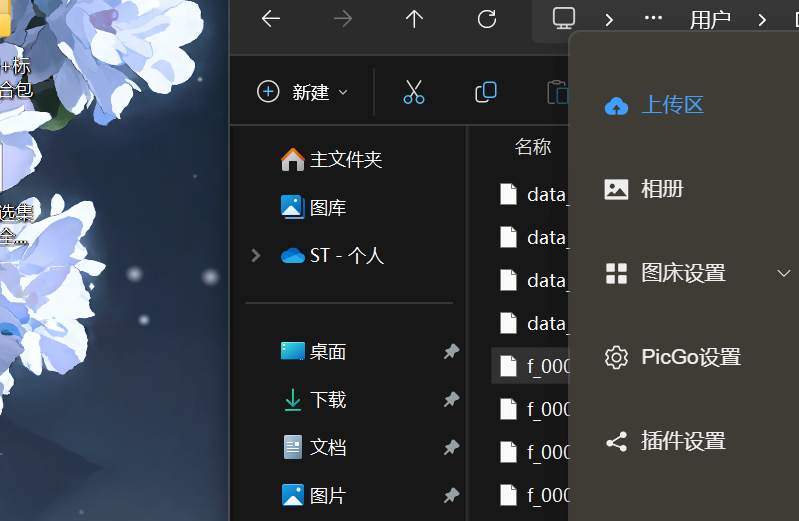 +标
合包
选集
全...
用户
新建
主文件夹
图库
ST - 个人
桌面
下载
文档
图片
名称
data_
data_
data_
data_
f_000
f_000
f_000
f_000
上传区
相册
图床设置
PicGo设置
插件设置